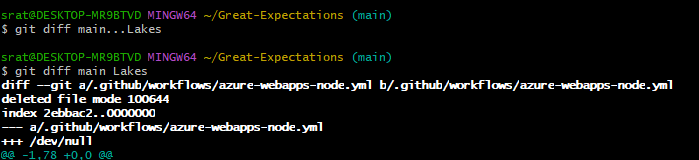 srat@DESKTOP-MR9BTVD MINGW64 ~/Great-Expectations (main)
$ git diff main...Lakes
srat@DESKTOP-MR9BTVD MINGW64 ~/Great-Expectations (main)
$ git diff main Lakes
diff --git a/.github/workflows/azure-webapps-node.yml b/.github/workflows/azure-webapps-node.yml
deleted file mode 100644
index 2ebbac2..0000000
--- a/.github/workflows/azure-webapps-node.yml
+++ /dev/null
@@ -1,78 +0,0 @@